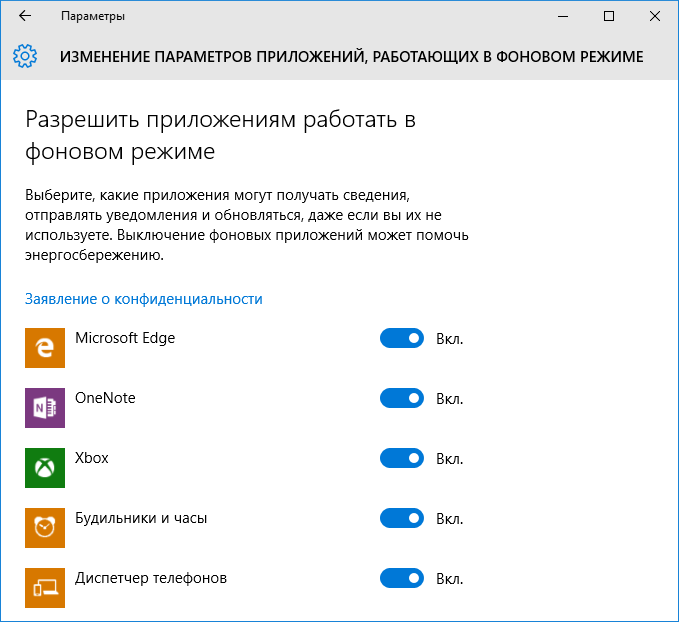 Параметры
ИЗМЕНЕНИЕ ПАРАМЕТРОВ ПРИЛОЖЕНИЙ, РАБОТАЮЩИХ В ФОНОВОМ РЕЖИМЕ
Разрешить приложениям работать в
фоновом режиме
Выберите, какие приложения могут получать сведения,
отправлять уведомления и обновляться, даже если вы их не
используете. Выключение фоновых приложений может помочь
энергосбережению.
Заявление о конфиденциальности
Microsoft Edge Вкл.
OneNote Вкл.
Xbox Вкл.
Будильники и часы Вкл.
Диспетчер телефонов Вкл.